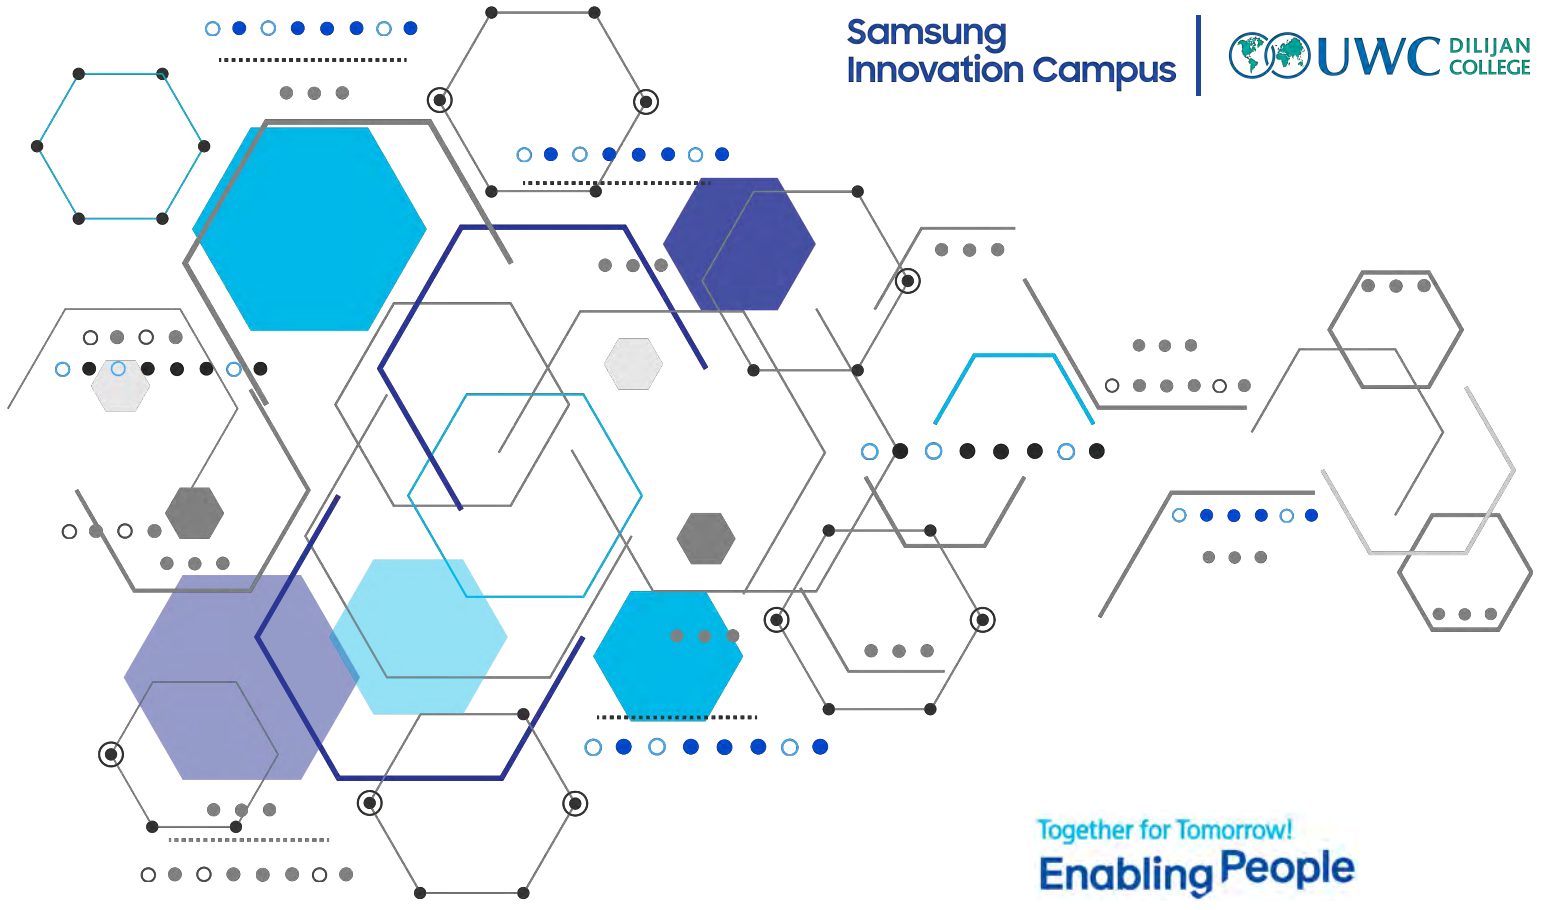 Samsung
Innovation Campus
UWC DILIJAN
COLLEGE
Together for Tomorrow!
Enabling People